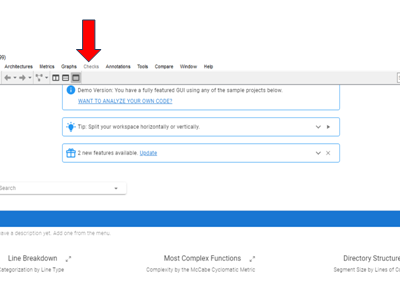 99)
Architectures Metrics Graphs Checks Annotations Tools Compare Window Help
Demo Version: You have a fully featured GUI using any of the sample projects below.
WANT TO ANALYZE YOUR OWN CODE?
Tip: Split your workspace horizontally or vertically.
2 new features available Update
Search
ave a description yet. Add one from the menu.
Line Breakdown Most Complex Functions Directory Structure
Categorization by Line Type Complexity by the McCabe Cyclomatic Metric Segment Size by Lines of